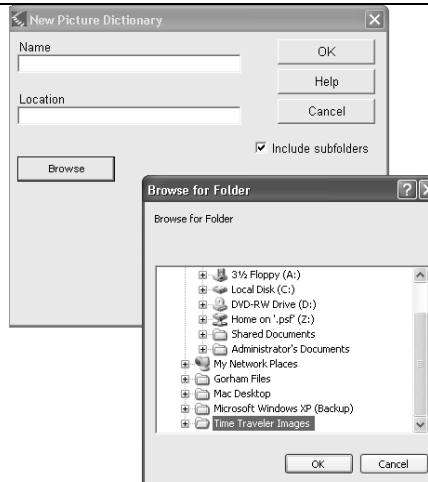 New Picture Dictionary
Name
OK
Help
Location
Cancel
Include subfolders
Browse
Browse for Folder
Browse for Folder
3½ Floppy (A:)
Local Disk (C:)
DVD-RW Drive (D:)
Home on '.psf' (Z:)
Shared Documents
Administrator's Documents
My Network Places
Gorham Files
Mac Desktop
Microsoft Windows XP (Backup)
Time Traveler Images
OK Cancel